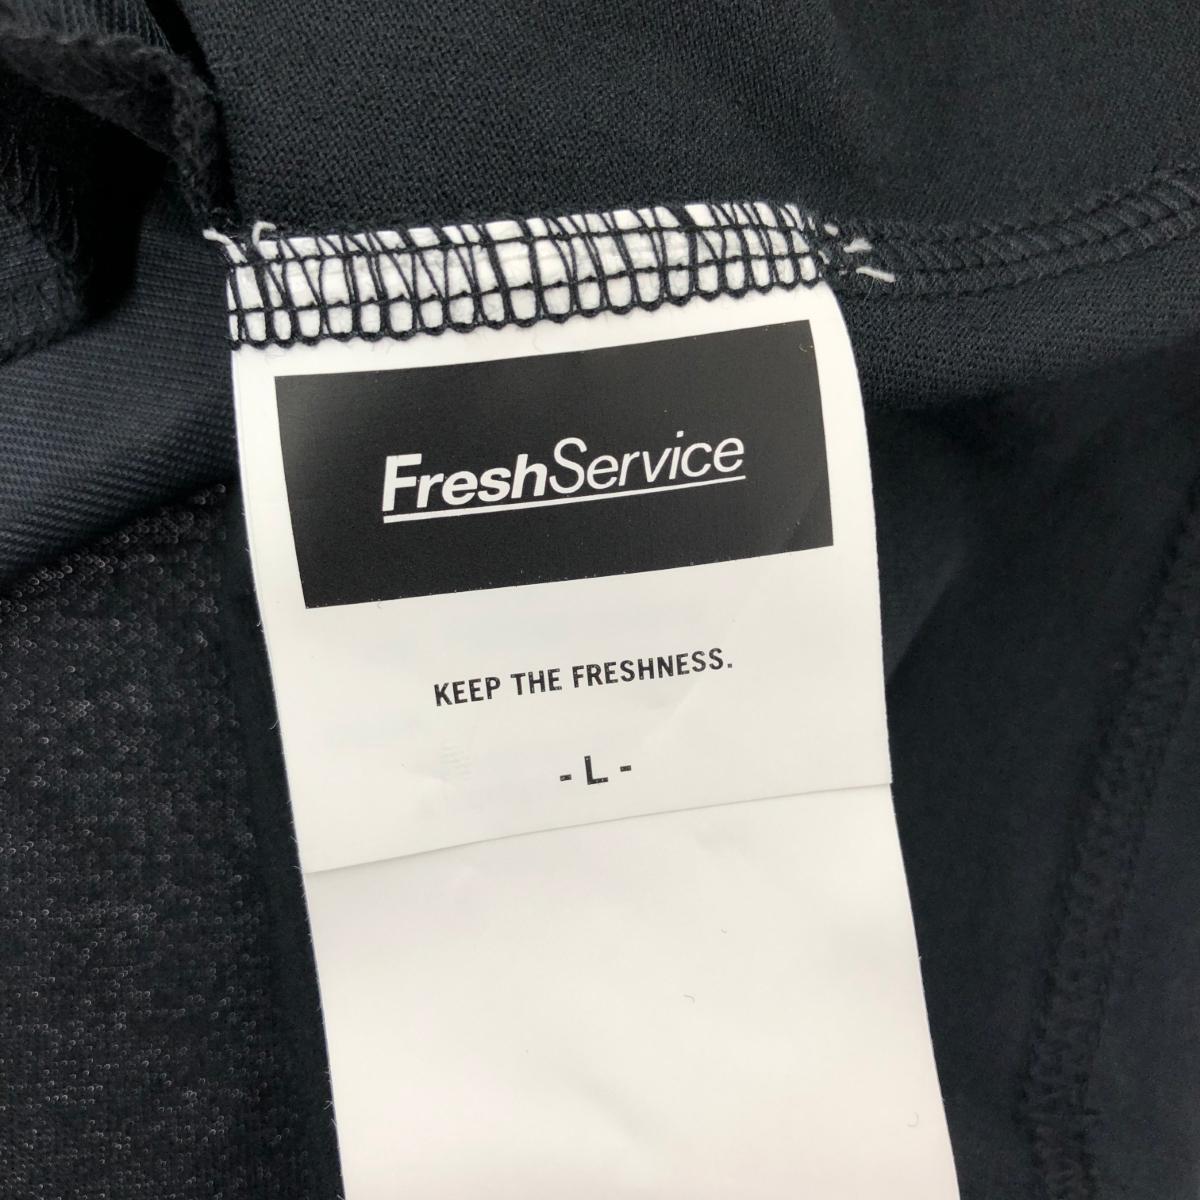 FreshService
KEEP THE FRESHNESS.
- L -